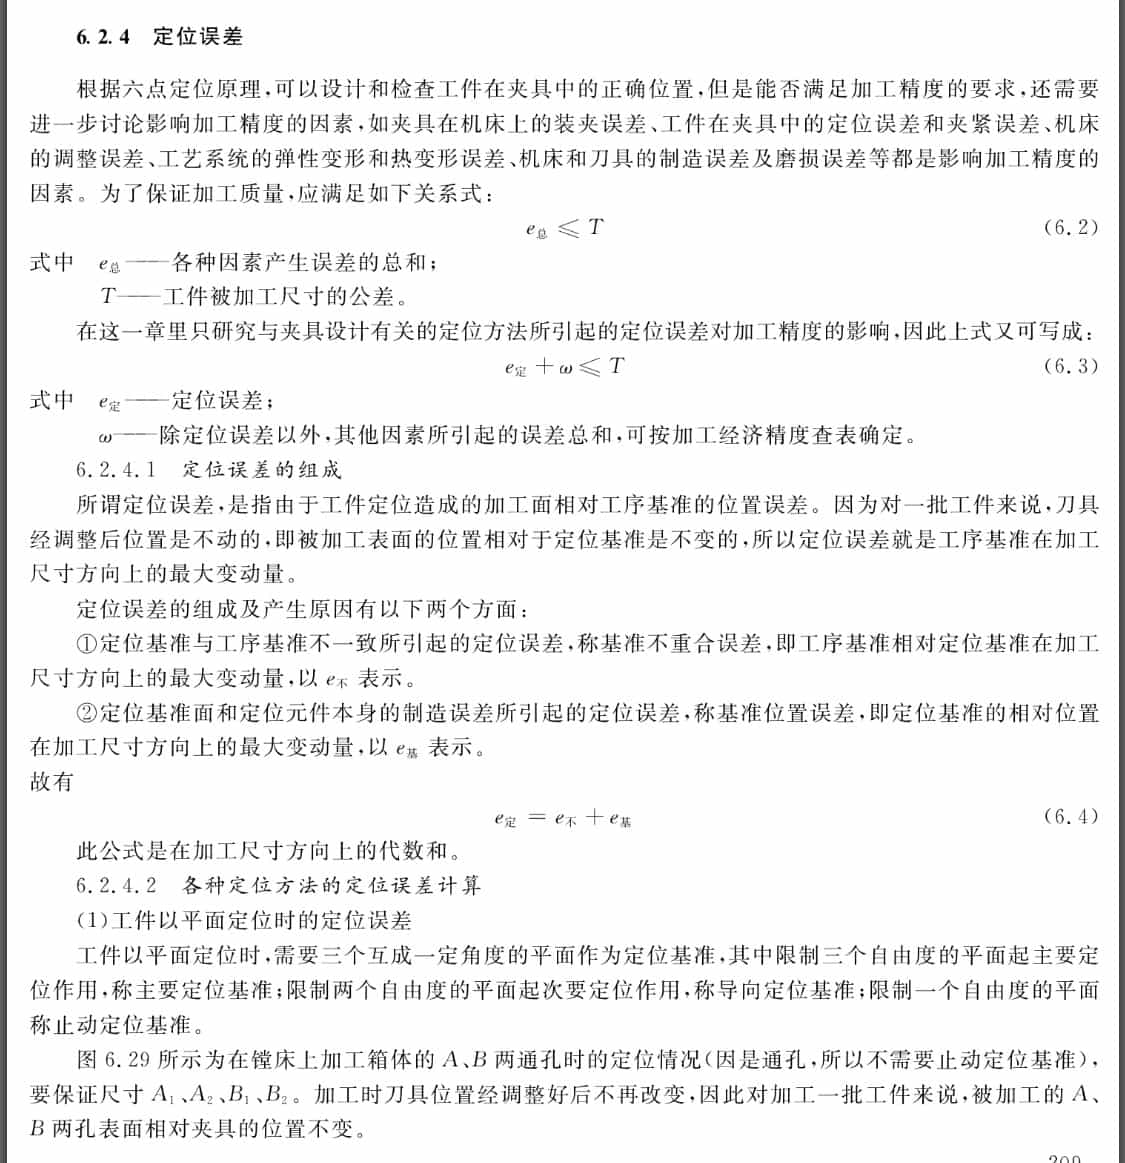 6.2.4 定位误差
根据六点定位原理,可以设计和检查工件在夹具中的正确位置,但是能否满足加工精度的要求,还需要
进一步讨论影响加工精度的因素,如夹具在机床上的装夹误差、工件在夹具中的定位误差和夹紧误差、机床
的调整误差、工艺系统的弹性变形和热变形误差、机床和刀具的制造误差及磨损误差等都是影响加工精度的
因素。为了保证加工质量,应满足如下关系式:
e总 ⩽ T (6.2)
式中 e总——各种因素产生误差的总和;
T——工件被加工尺寸的公差。
在这一章里只研究与夹具设计有关的定位方法所引起的定位误差对加工精度的影响,因此上式又可写成:
e定 + ω ⩽ T (6.3)
式中 e定——定位误差;
ω——除定位误差以外,其他因素所引起的误差总和,可按加工经济精度查表确定。
6.2.4.1 定位误差的组成
所谓定位误差,是指由于工件定位造成的加工面相对工序基准的位置误差。因为对一批工件来说,刀具
经调整后位置是不动的,即被加工表面的位置相对于定位基准是不变的,所以定位误差就是工序基准在加工
尺寸方向上的最大变动量。
定位误差的组成及产生原因有以下两个方面:
①定位基准与工序基准不一致所引起的定位误差,称基准不重合误差,即工序基准相对定位基准在加工
尺寸方向上的最大变动量,以 e不 表示。
②定位基准面和定位元件本身的制造误差所引起的定位误差,称基准位置误差,即定位基准的相对位置
在加工尺寸方向上的最大变动量,以 e基 表示。
故有
e定 = e不 + e基 (6.4)
此公式是在加工尺寸方向上的代数和。
6.2.4.2 各种定位方法的定位误差计算
(1)工件以平面定位时的定位误差
工件以平面定位时,需要三个互成一定角度的平面作为定位基准,其中限制三个自由度的平面起主要定
位作用,称主要定位基准;限制两个自由度的平面起次要定位作用,称导向定位基准;限制一个自由度的平面
称止动定位基准。
图 6.29 所示为在镗床上加工箱体的 A、B 两通孔时的定位情况(因是通孔,所以不需要止动定位基准),
要保证尺寸 A₁、A₂、B₁、B₂。加工时刀具位置经调整好后不再改变,因此对加工一批工件来说,被加工的 A、
B 两孔表面相对夹具的位置不变。